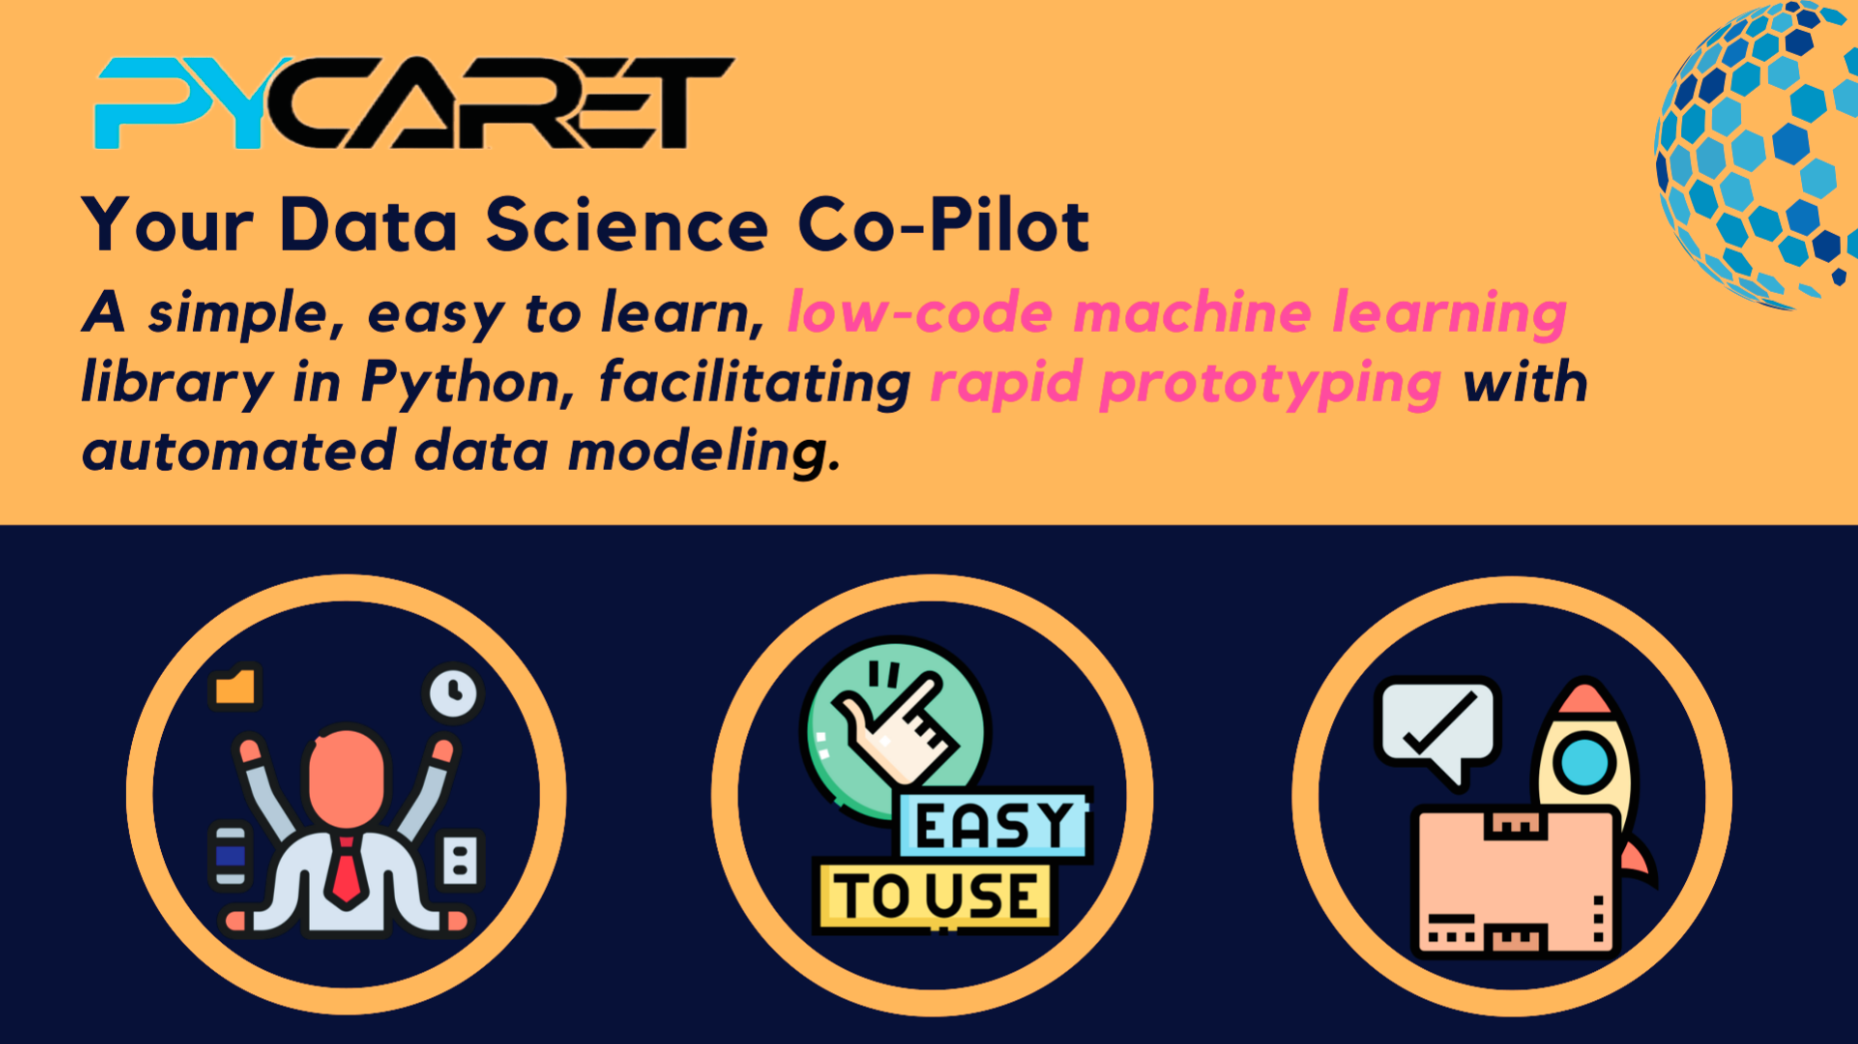 PYCARET
Your Data Science Co-Pilot
A simple, easy to learn, low-code machine learning
library in Python, facilitating rapid prototyping with
automated data modeling.
EASY
TO USE